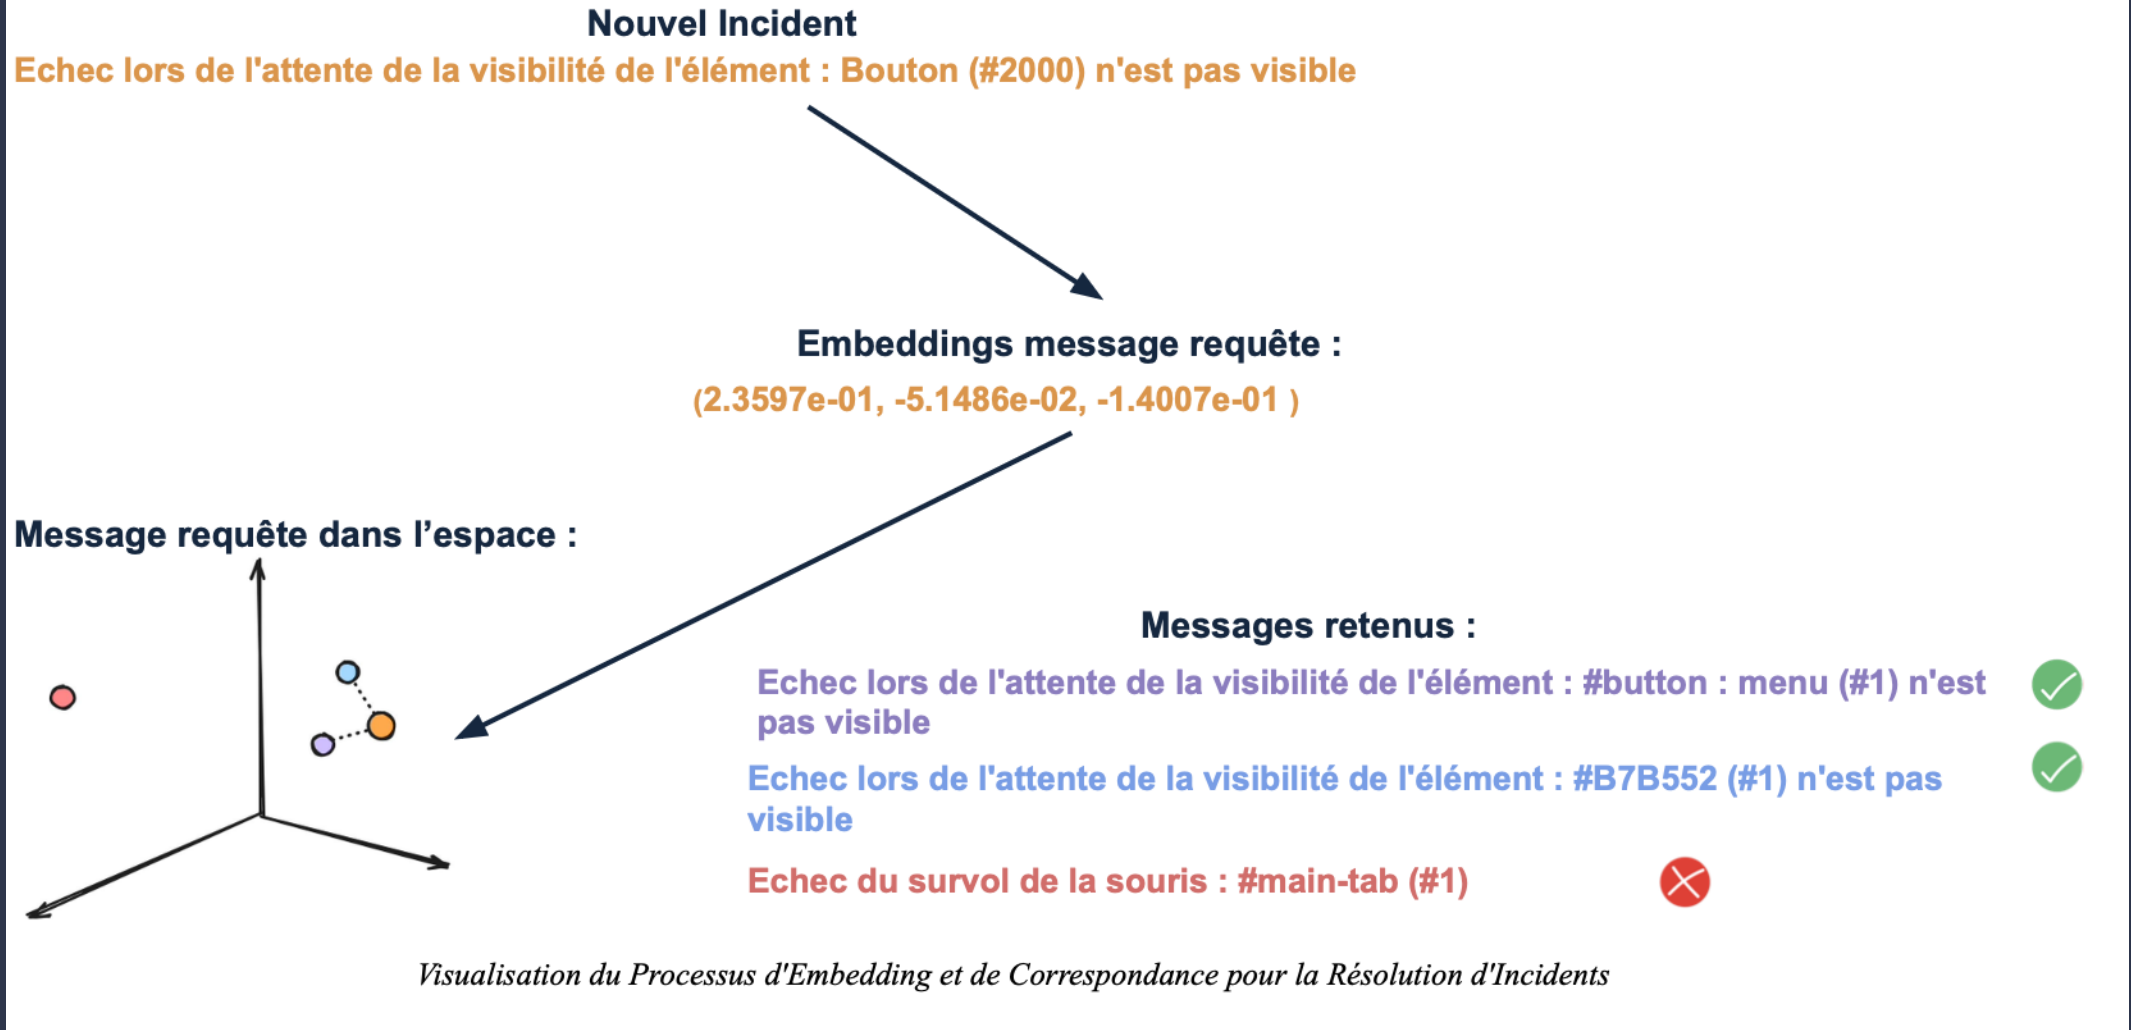 Nouvel Incident
Echec lors de l'attente de la visibilité de l'élément : Bouton (#2000) n'est pas visible
Embeddings message requête :
(2.3597e-01, -5.1486e-02, -1.4007e-01 )
Message requête dans l’espace :
Messages retenus :
Echec lors de l'attente de la visibilité de l'élément : #button : menu (#1) n'est
pas visible
Echec lors de l'attente de la visibilité de l'élément : #B7B552 (#1) n'est pas
visible
Echec du survol de la souris : #main-tab (#1)
Visualisation du Processus d'Embedding et de Correspondance pour la Résolution d'Incidents